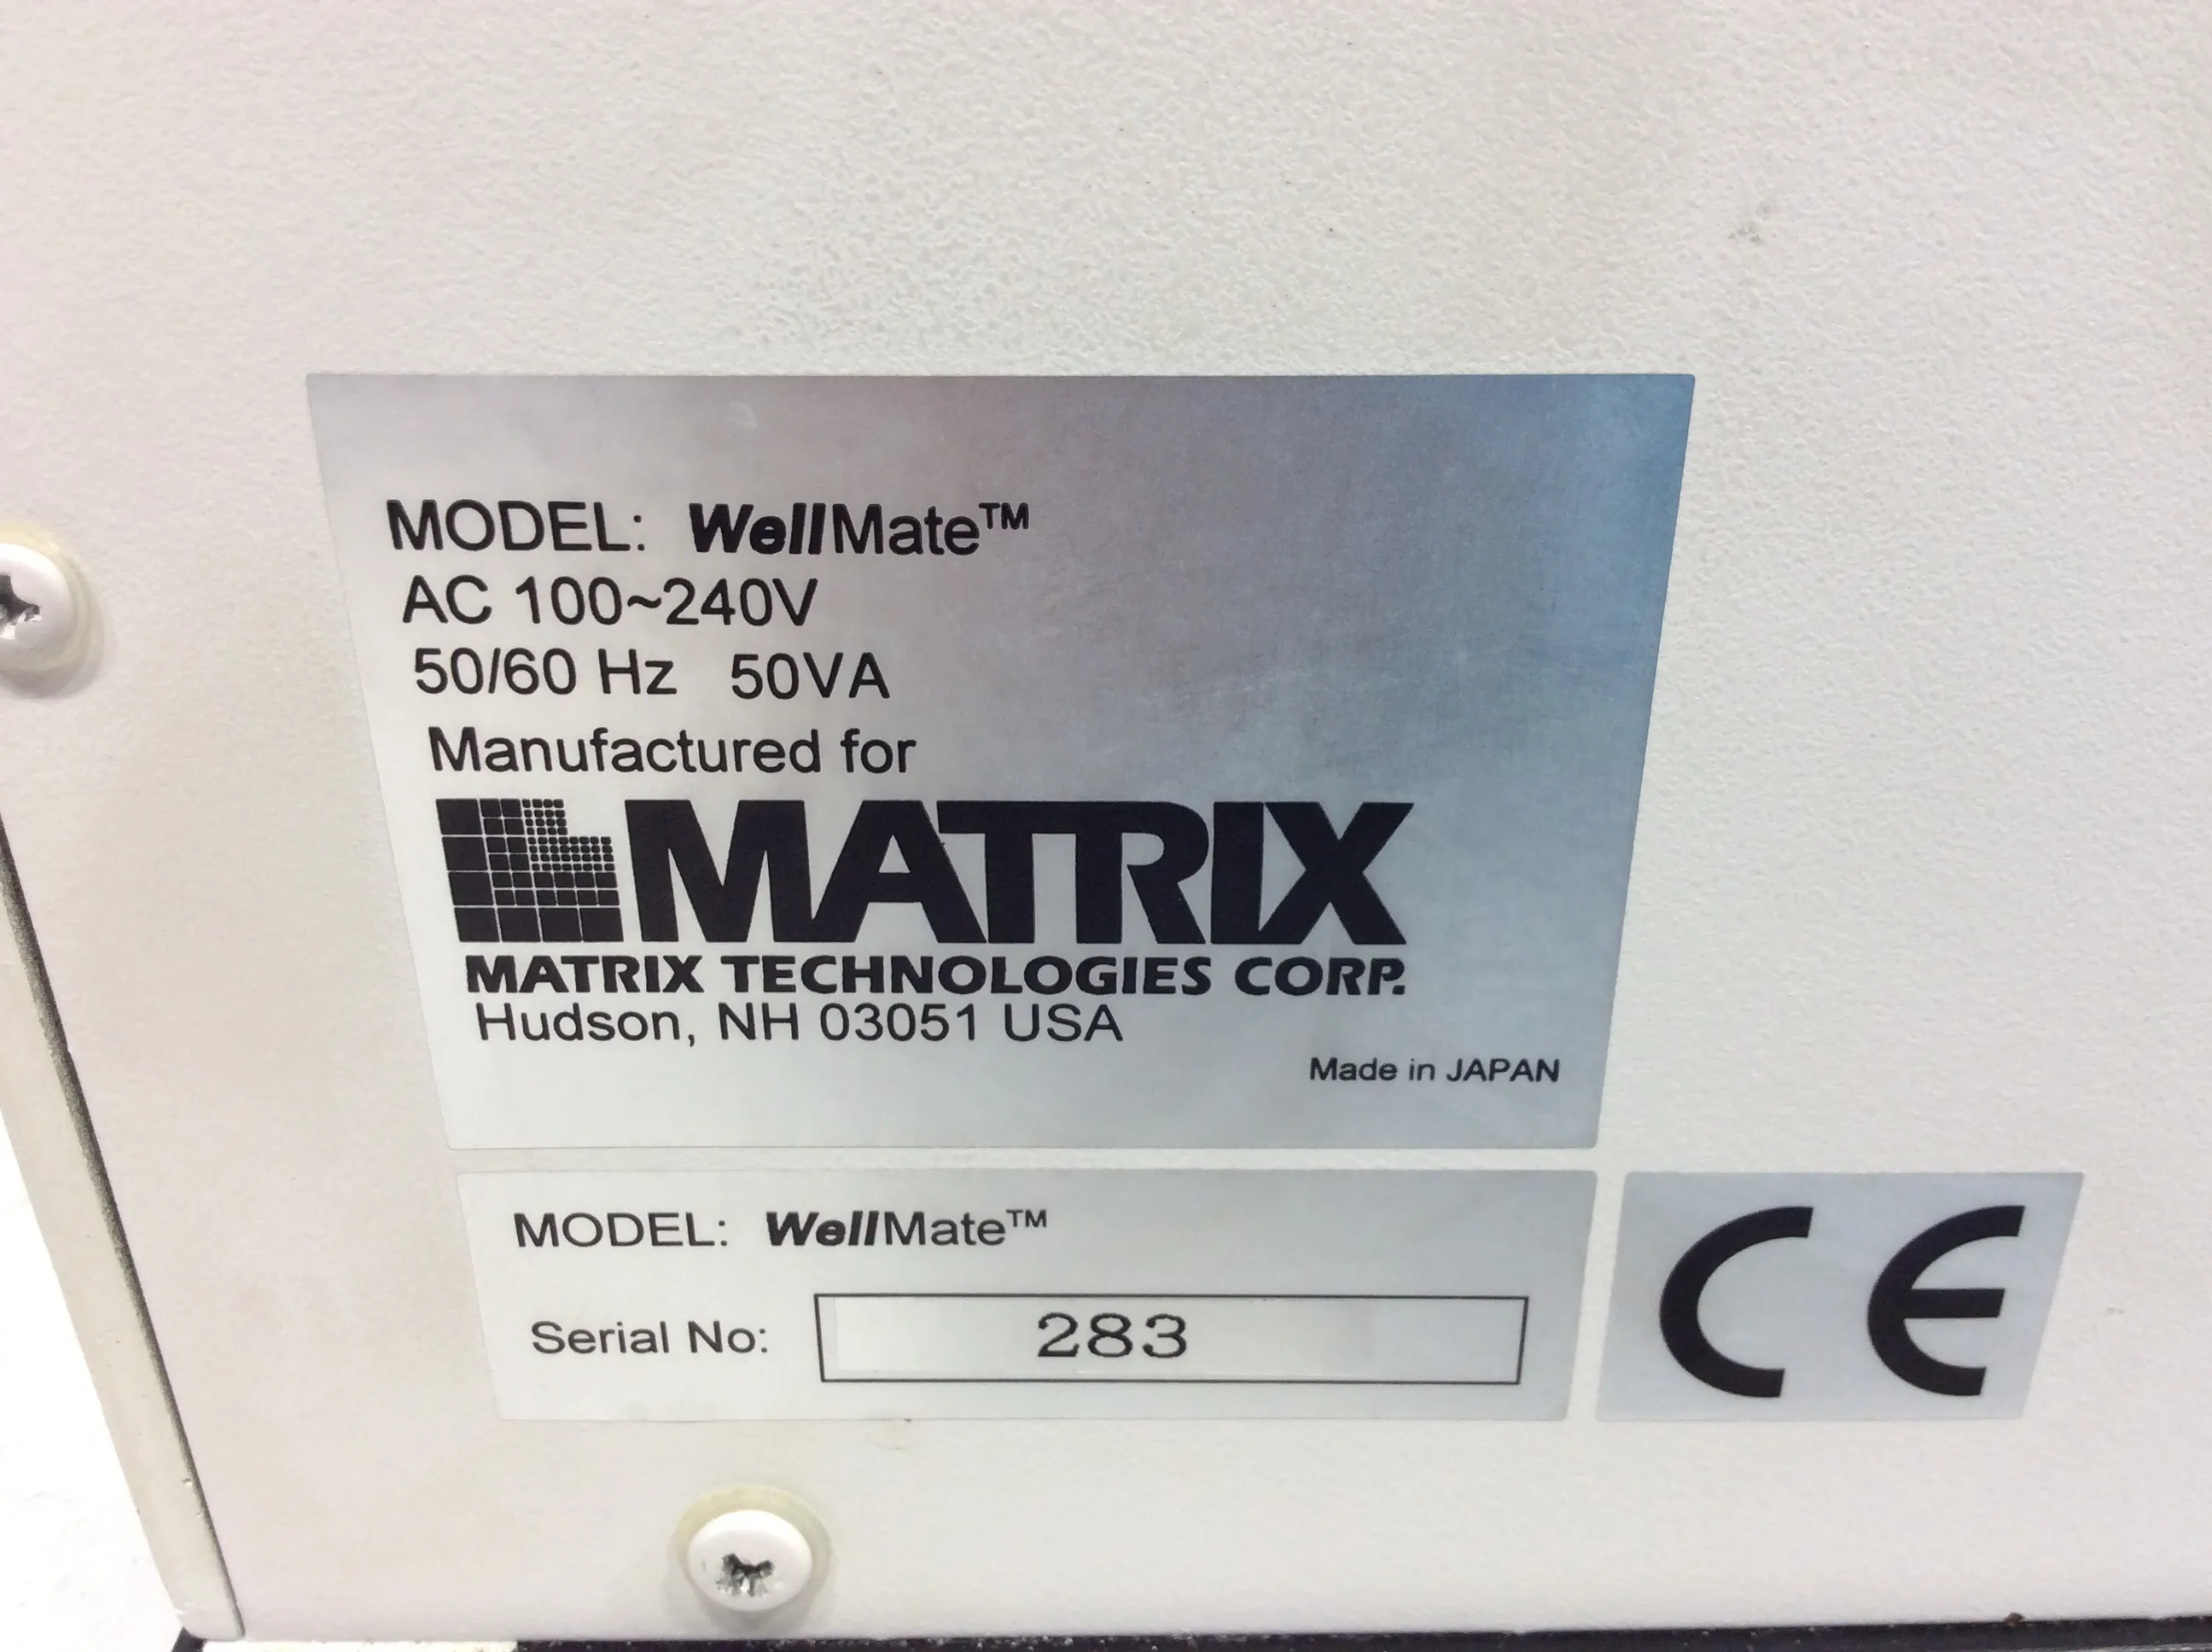 MODEL: WellMate™
AC 100~240V
50/60 Hz 50VA
Manufactured for
MATRIX
MATRIX TECHNOLOGIES CORP.
Hudson, NH 03051 USA
Made in JAPAN
MODEL: WellMate™
Serial No: 283
CE